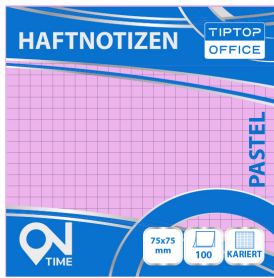 HAFTNOTIZEN
TIPTOP
OFFICE
PASTEL
ON
TIME
75x75
mm
100
KARIERT